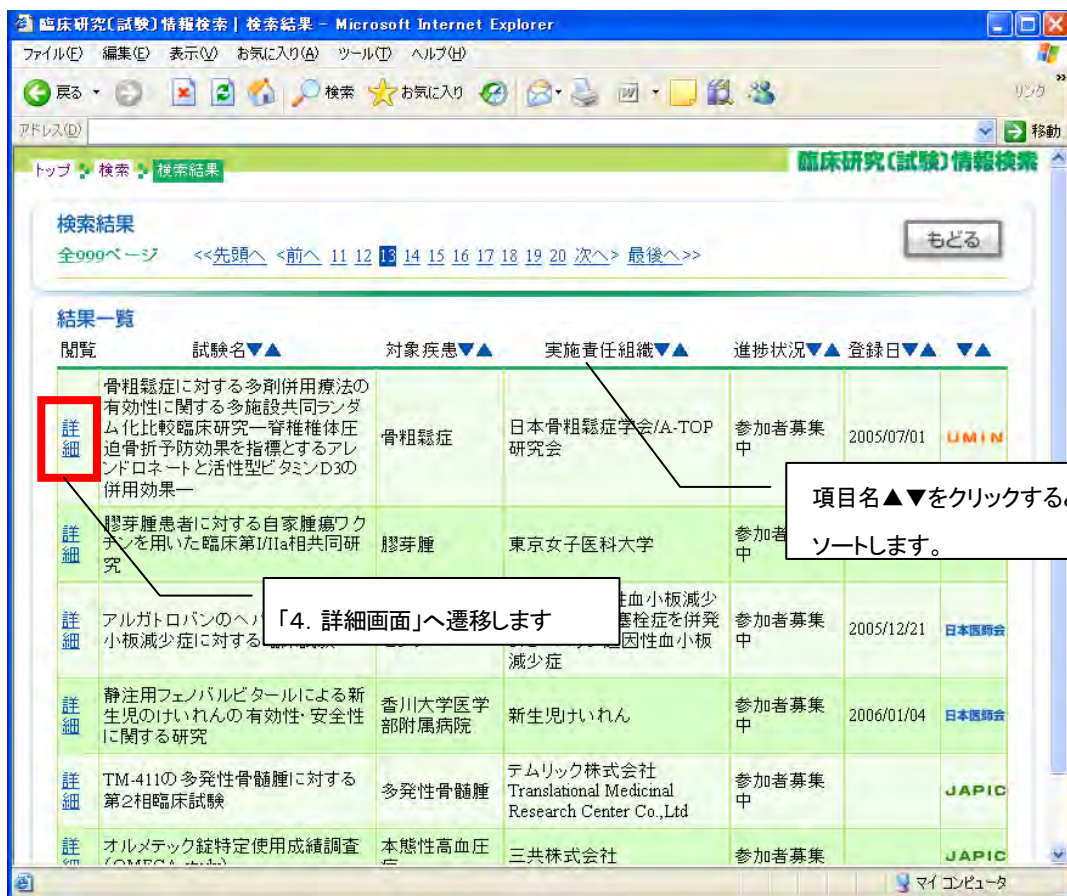 臨床研究(試験)情報検索 | 検索結果 - Microsoft Internet Explorer
ファイル(F) 編集(E) 表示(V) お気に入り(A) ツール(T) ヘルプ(H)
戻る 検索 お気に入り リンク »
アドレス(D) 移動
トップ 検索 検索結果
臨床研究(試験)情報検索
検索結果
もどる
全999ページ <<先頭へ <前へ 11 12 13 14 15 16 17 18 19 20 次へ> 最後へ>>
結果一覧
閲覧 試験名▼▲ 対象疾患▼▲ 実施責任組織▼▲ 進捗状況▼▲ 登録日▼▲ ▼▲
詳細
骨粗鬆症に対する多剤併用療法の
有効性に関する多施設共同ランダ
ム化比較臨床研究―脊椎椎体圧
迫骨折予防効果を指標とするアレ
ンドロネートと活性型ビタミンD3の
併用効果―
骨粗鬆症
日本骨粗鬆症学会/A-TOP
研究会
参加者募集
中
2005/07/01
UMIN
項目名▲▼をクリックする
ソートします。
詳細
膠芽腫患者に対する自家腫瘍ワク
チンを用いた臨床第I/IIa相共同研
究
膠芽腫
東京女子医科大学
参加者
中
「4．詳細画面」へ遷移します
詳細
アルガトロバンのヘパ
小板減少症に対する
性血小板減少
塞栓症を併発
因性血小板
減少症
参加者募集
中
2005/12/21
日本医師会
詳細
静注用フェノバルビタールによる新
生児のけいれんの有効性・安全性
に関する研究
香川大学医学
部附属病院
新生児けいれん
参加者募集
中
2006/01/04
日本医師会
詳細
TM-411の多発性骨髄腫に対する
第2相臨床試験
多発性骨髄腫
テムリック株式会社
Translational Medicinal
Research Center Co.,Ltd
参加者募集
中
JAPIC
詳細
オルメテック錠特定使用成績調査
本態性高血圧
三共株式会社
参加者募集
JAPIC
マイ コンピュータ